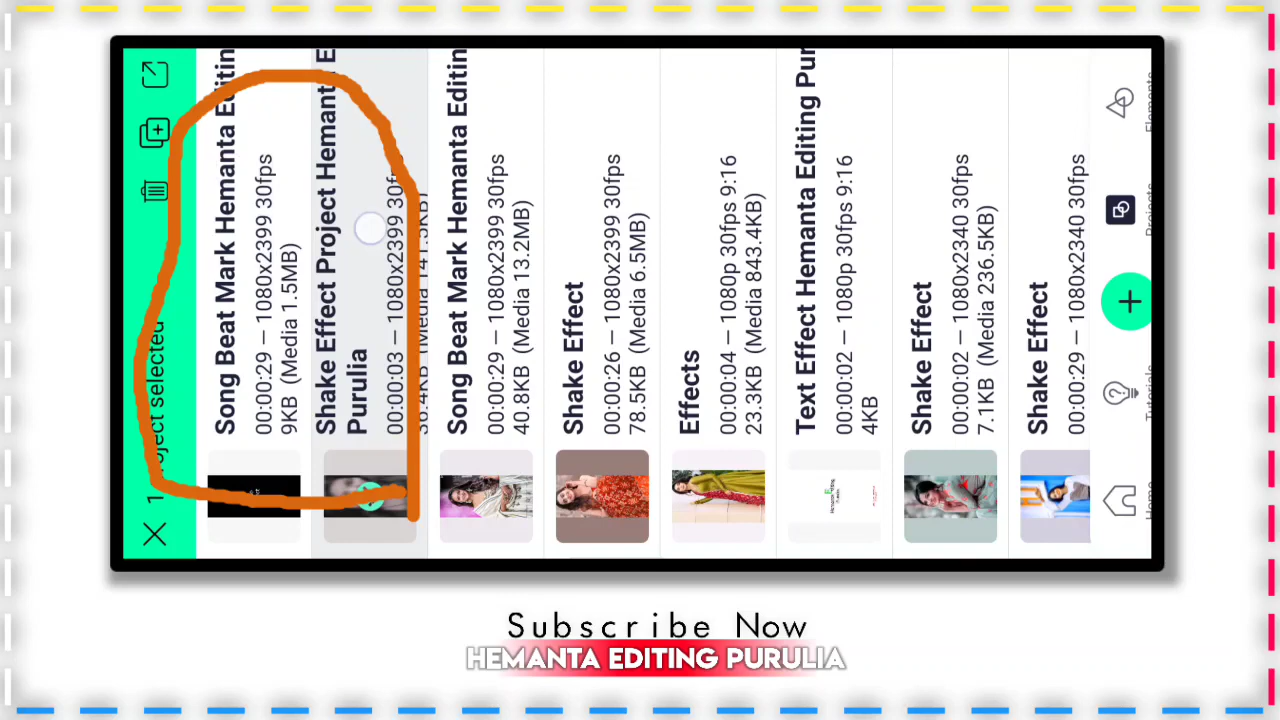 1 project selected
Song Beat Mark Hemanta Editin
00:00:29 – 1080x2399 30fps
9KB (Media 1.5MB)
Shake Effect Project Hemanta E
Purulia
00:00:03 – 1080x2399 30fps
Song Beat Mark Hemanta Editin
00:00:29 – 1080x2399 30fps
40.8KB (Media 13.2MB)
Shake Effect
00:00:26 – 1080x2399 30fps
78.5KB (Media 6.5MB)
Effects
00:00:04 – 1080p 30fps 9:16
23.3KB (Media 843.4KB)
Text Effect Hemanta Editing Pur
00:00:02 – 1080p 30fps 9:16
4KB
Shake Effect
00:00:02 – 1080x2340 30fps
7.1KB (Media 236.5KB)
Shake Effect
00:00:29 – 1080x2340 30fps
Home
Tutorials
Projects
Elements
Subscribe Now
HEMANTA EDITING PURULIA